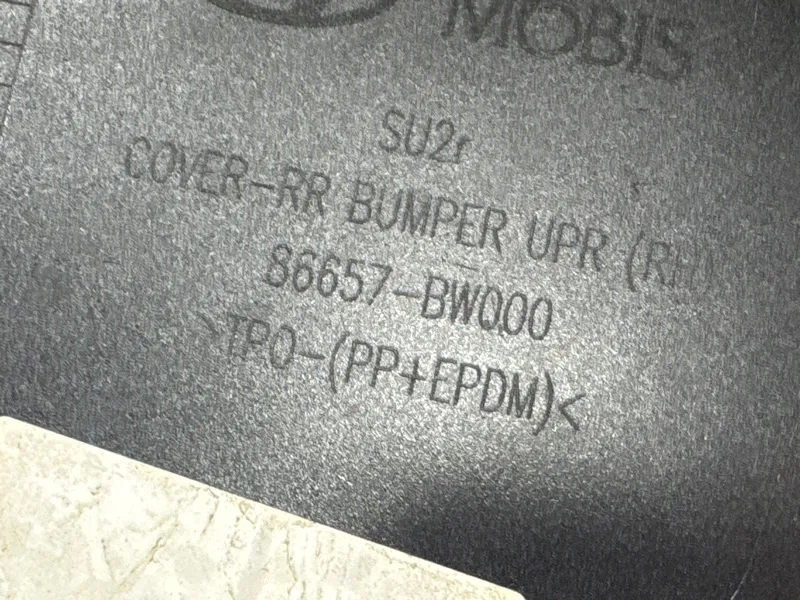 MOBIS
SU2r
COVER-RR BUMPER UPR (RH)
86657-BW000
>TPO-(PP+EPDM)<